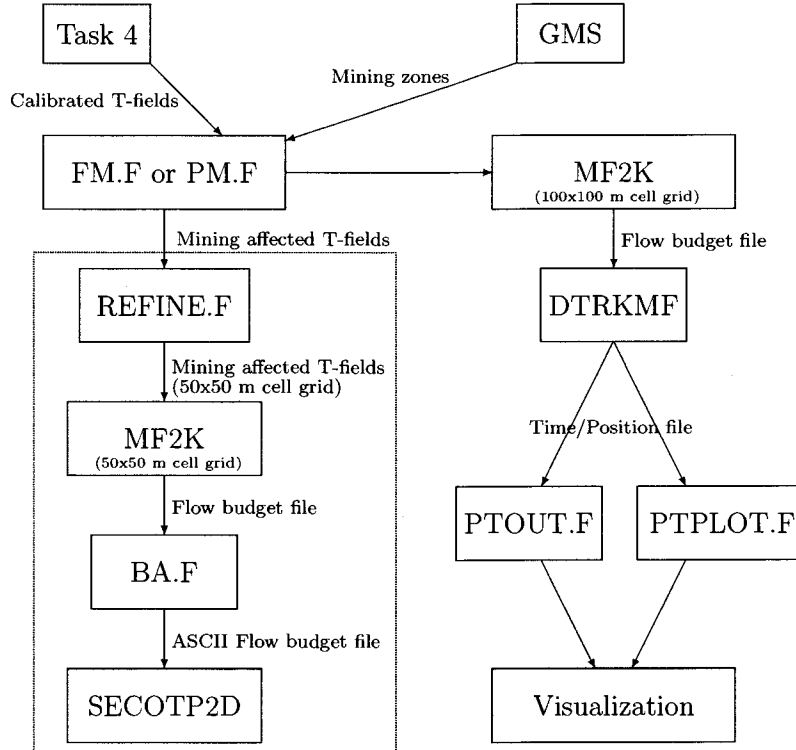 Task 4
GMS
Mining zones
Calibrated T-fields
FM.F or PM.F
MF2K
(100x100 m cell grid)
Mining affected T-fields
Flow budget file
REFINE.F
DTRKMF
Mining affected T-fields
(50x50 m cell grid)
MF2K
(50x50 m cell grid)
Time/Position file
Flow budget file
PTOUT.F
PTPLOT.F
BA.F
ASCII Flow budget file
SECOTP2D
Visualization